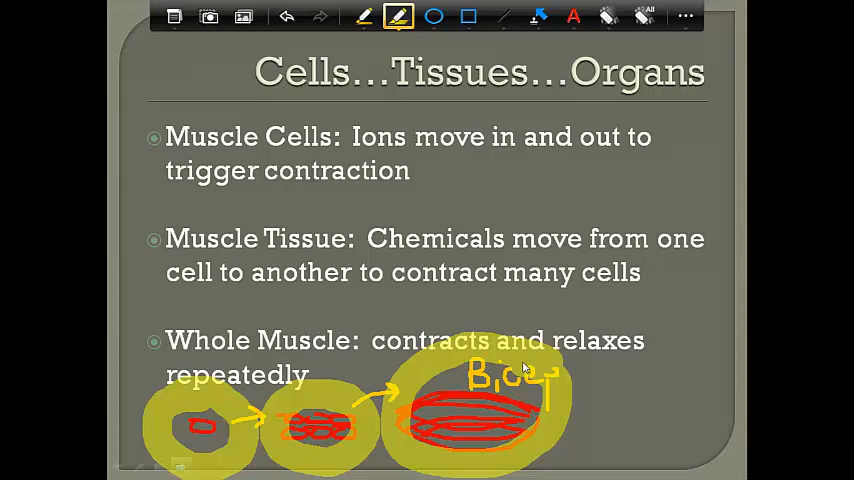 All
A
Cells...Tissues...Organs
Muscle Cells: Ions move in and out to
trigger contraction
Muscle Tissue: Chemicals move from one
cell to another to contract many cells
Whole Muscle: contracts and relaxes
repeatedly
Bicep